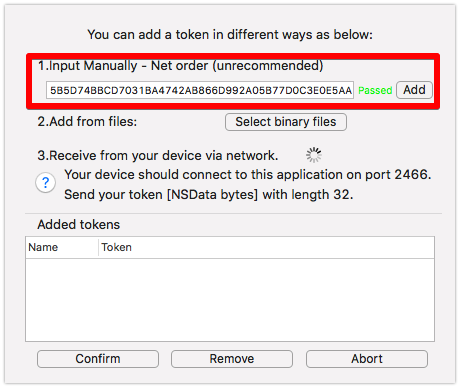 You can add a token in different ways as below:
1.Input Manually - Net order (unrecommended)
5B5D74BBCD7031BA4742AB866D992A05B77D0C3E0E5AA Passed Add
2.Add from files: Select binary files
3.Receive from your device via network.
? Your device should connect to this application on port 2466.
Send your token [NSData bytes] with length 32.
Added tokens
Name Token
Confirm Remove Abort